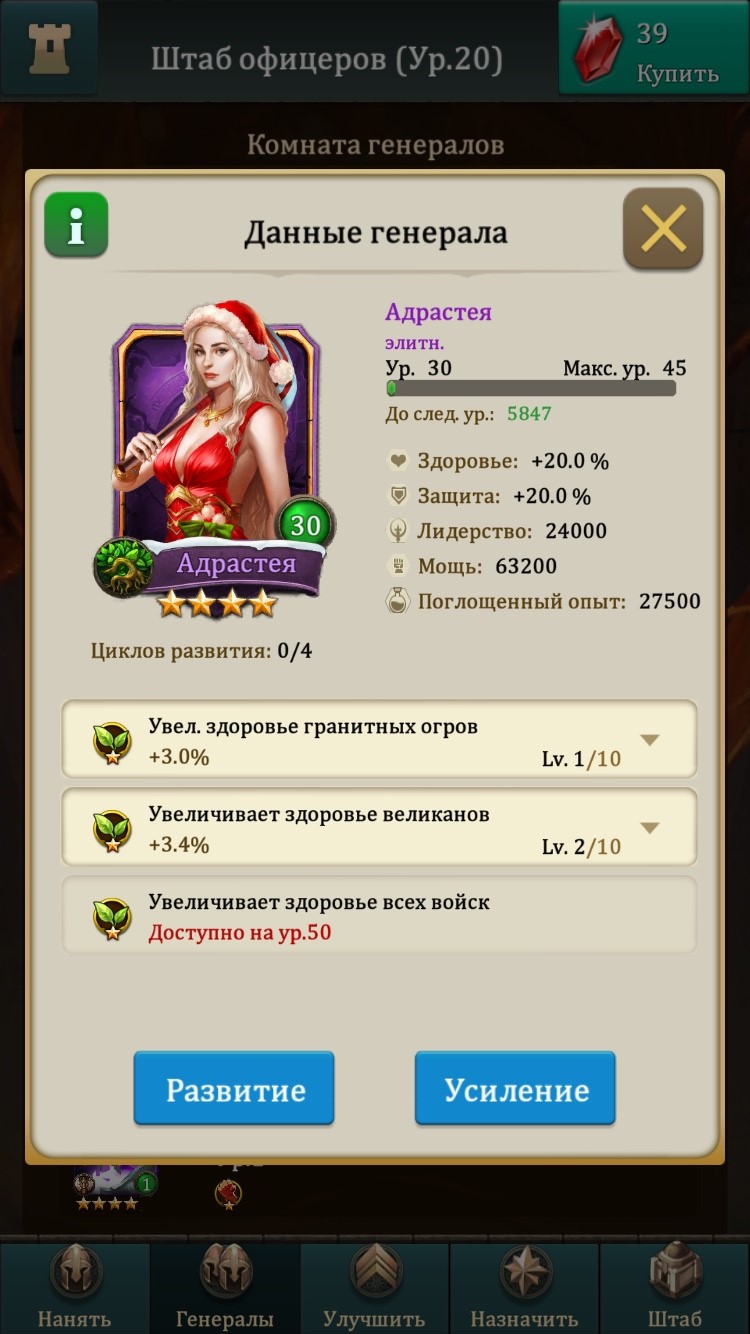 Штаб офицеров (Ур.20)
39
Купить
Комната генералов
Данные генерала
Адрастея
элитн.
Ур. 30 Макс. ур. 45
До след. ур.: 5847
Здоровье: +20.0 %
Защита: +20.0 %
Лидерство: 24000
Мощь: 63200
Поглощенный опыт: 27500
30
Адрастея
Циклов развития: 0/4
Увел. здоровье гранитных огров
+3.0%
Lv. 1/10
Увеличивает здоровье великанов
+3.4%
Lv. 2/10
Увеличивает здоровье всех войск
Доступно на ур.50
Развитие Усиление
1
Нанять Генералы Улучшить Назначить Штаб